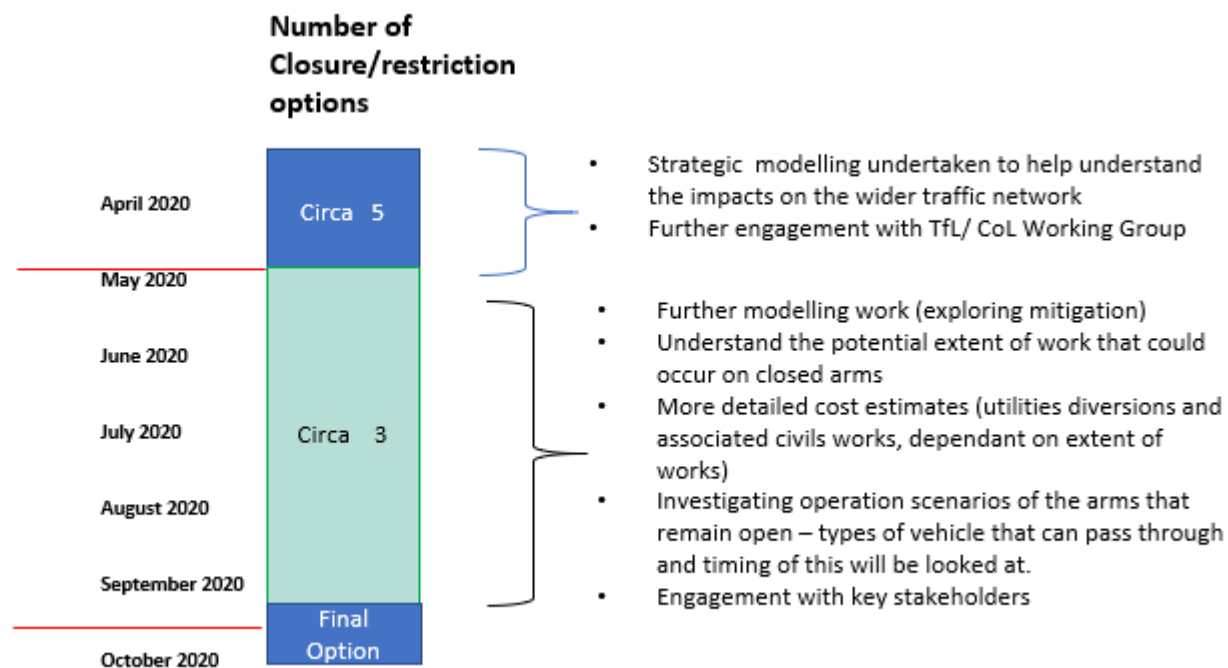 Number of
Closure/restriction
options
April 2020
Circa 5
• Strategic modelling undertaken to help understand
the impacts on the wider traffic network
• Further engagement with TfL/ CoL Working Group
May 2020
June 2020
July 2020
August 2020
September 2020
Circa 3
• Further modelling work (exploring mitigation)
• Understand the potential extent of work that could
occur on closed arms
• More detailed cost estimates (utilities diversions and
associated civils works, dependant on extent of
works)
• Investigating operation scenarios of the arms that
remain open – types of vehicle that can pass through
and timing of this will be looked at.
• Engagement with key stakeholders
Final
Option
October 2020